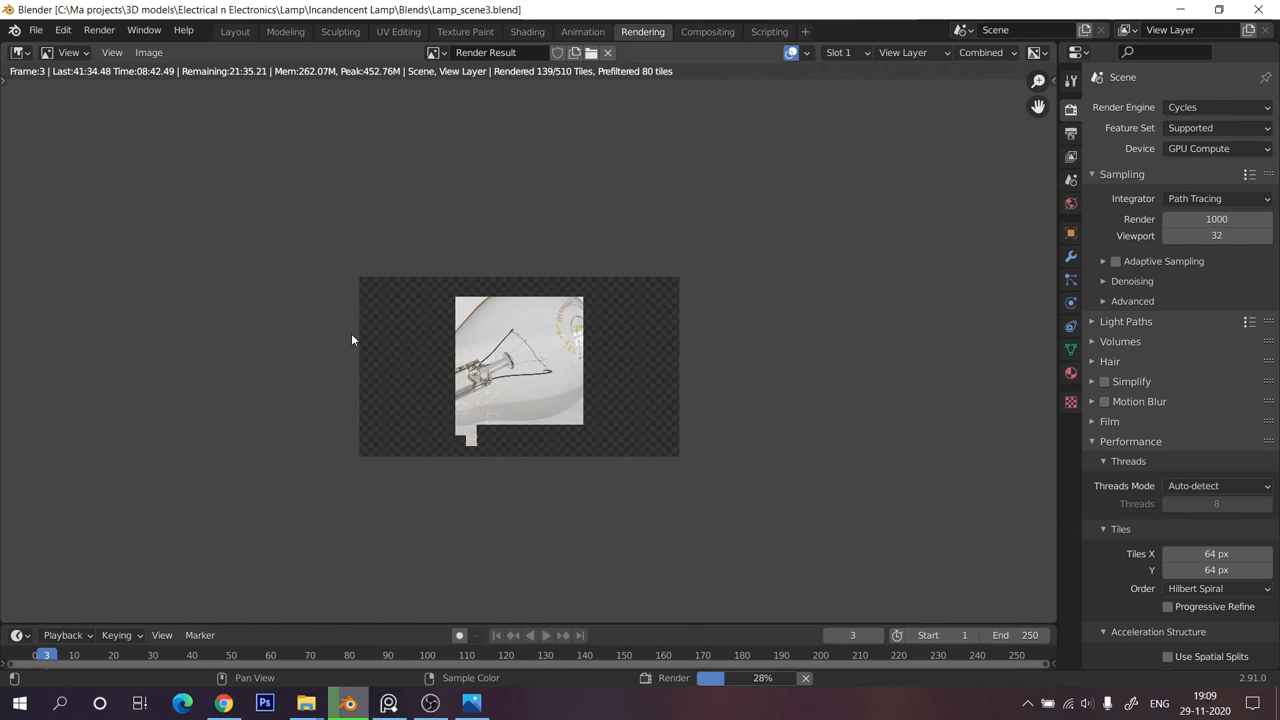 Blender [C:\Ma projects\3D models\Electrical n Electronics\Lamp\Incandencent Lamp\Blends\Lamp_scene3.blend]
File Edit Render Window Help Layout Modeling Sculpting UV Editing Texture Paint Shading Animation Rendering Compositing Scripting + Scene View Layer
View View Image Render Result Slot 1 View Layer Combined
Frame:3 | Last:41:34.48 Time:08:42.49 | Remaining:21:35.21 | Mem:262.07M, Peak:452.76M | Scene, View Layer | Rendered 139/510 Tiles, Prefiltered 80 tiles
Scene
Render Engine Cycles
Feature Set Supported
Device GPU Compute
Sampling
Integrator Path Tracing
Render 1000
Viewport 32
Adaptive Sampling
Denoising
Advanced
Light Paths
Volumes
Hair
Simplify
Motion Blur
Film
Performance
Threads
Threads Mode Auto-detect
Threads 8
Tiles
Tiles X 64 px
Y 64 px
Order Hilbert Spiral
Progressive Refine
Acceleration Structure
Use Spatial Splits
Playback Keying View Marker 3 Start 1 End 250
0 3 10 20 30 40 50 60 70 80 90 100 110 120 130 140 150 160 170 180 190 200 210 220 230 240 250
Pan View Sample Color Render 28% 2.91.0
Ps ENG 19:09
29-11-2020